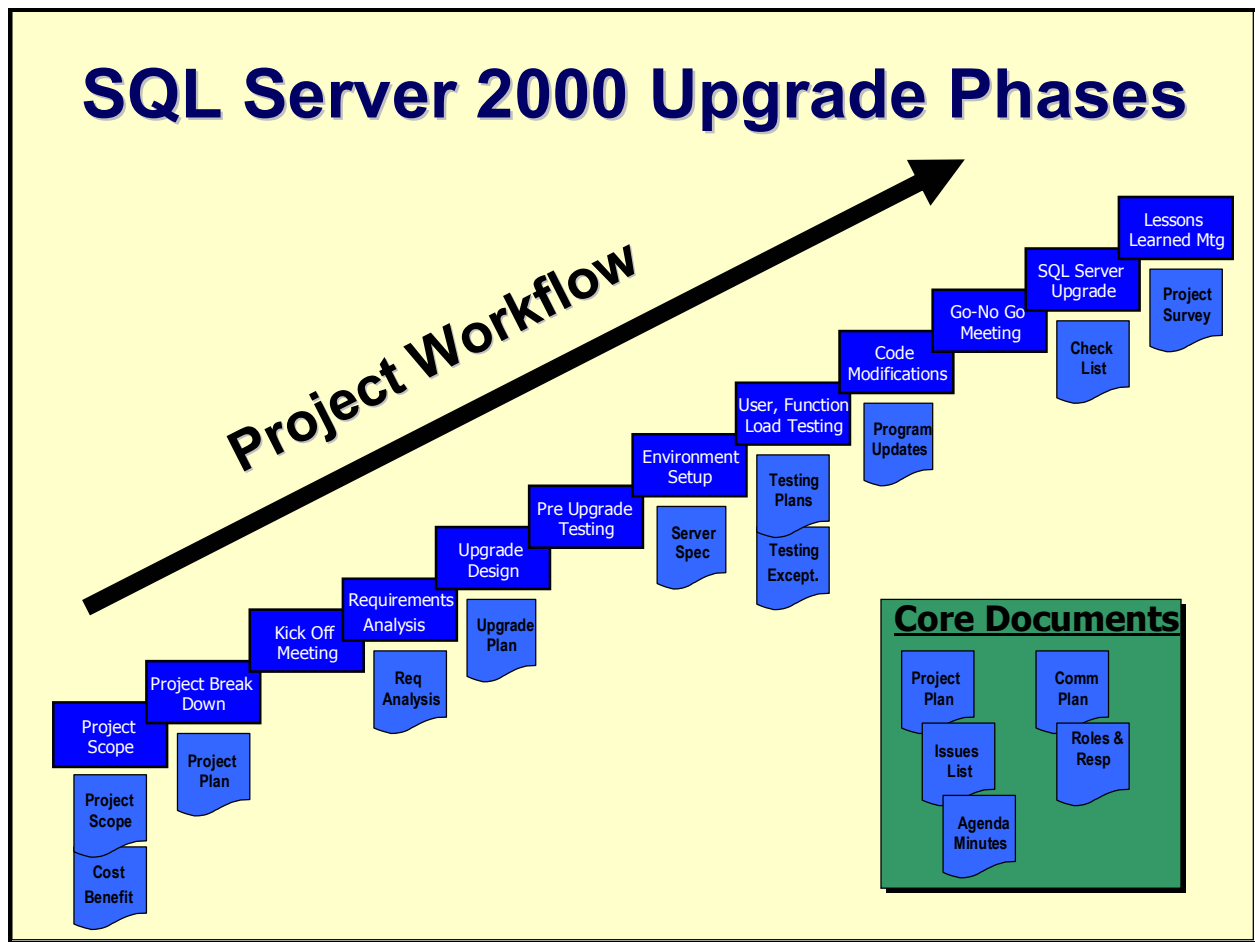 SQL Server 2000 Upgrade Phases
Project Workflow
Project
Scope
Project
Scope
Cost
Benefit
Project Break
Down
Project
Plan
Kick Off
Meeting
Requirements
Analysis
Req
Analysis
Upgrade
Design
Upgrade
Plan
Pre Upgrade
Testing
Environment
Setup
Server
Spec
User, Function
Load Testing
Testing
Plans
Testing
Except.
Code
Modifications
Program
Updates
Go-No Go
Meeting
SQL Server
Upgrade
Check
List
Lessons
Learned Mtg
Project
Survey
Core Documents
Project
Plan
Issues
List
Agenda
Minutes
Comm
Plan
Roles &
Resp